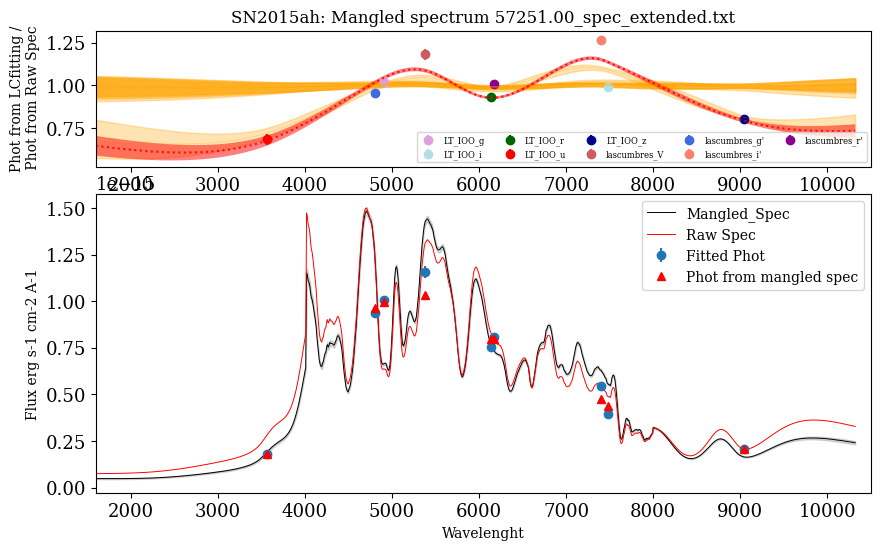 SN2015ah: Mangled spectrum 57251.00_spec_extended.txt
Phot from LCfitting /
Phot from Raw Spec
1.25
1.00
0.75
LT_IOO_g
LT_IOO_r
LT_IOO_z
lascumbres_g'
lascumbres_r'
LT_IOO_i
LT_IOO_u
lascumbres_V
lascumbres_i'
2000 3000 4000 5000 6000 7000 8000 9000 10000
1e−15
Flux erg s-1 cm-2 A-1
1.50
1.25
1.00
0.75
0.50
0.25
0.00
Mangled_Spec
Raw Spec
Fitted Phot
Phot from mangled spec
2000 3000 4000 5000 6000 7000 8000 9000 10000
Wavelenght